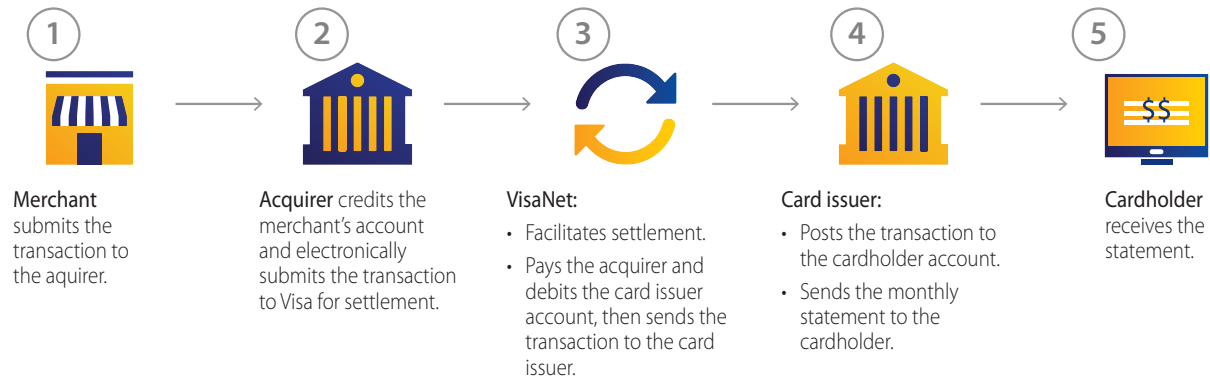 1
Merchant
submits the
transaction to
the aquirer.
2
Acquirer credits the
merchant's account
and electronically
submits the transaction
to Visa for settlement.
3
VisaNet:
• Facilitates settlement.
• Pays the acquirer and
debits the card issuer
account, then sends the
transaction to the card
issuer.
4
Card issuer:
• Posts the transaction to
the cardholder account.
• Sends the monthly
statement to the
cardholder.
5
$$
Cardholder
receives the
statement.